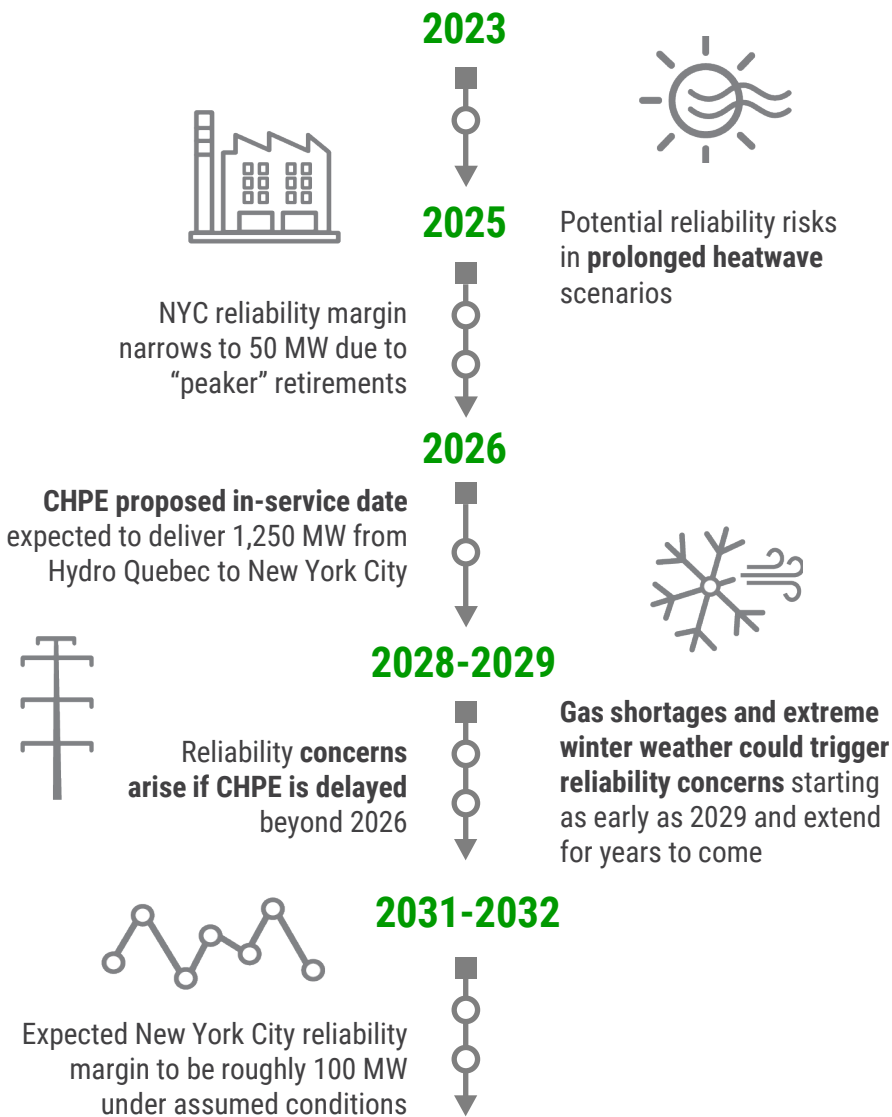 2023
Potential reliability risks
in prolonged heatwave
scenarios
2025
NYC reliability margin
narrows to 50 MW due to
“peaker” retirements
2026
CHPE proposed in-service date
expected to deliver 1,250 MW from
Hydro Quebec to New York City
2028-2029
Reliability concerns
arise if CHPE is delayed
beyond 2026
Gas shortages and extreme
winter weather could trigger
reliability concerns starting
as early as 2029 and extend
for years to come
2031-2032
Expected New York City reliability
margin to be roughly 100 MW
under assumed conditions